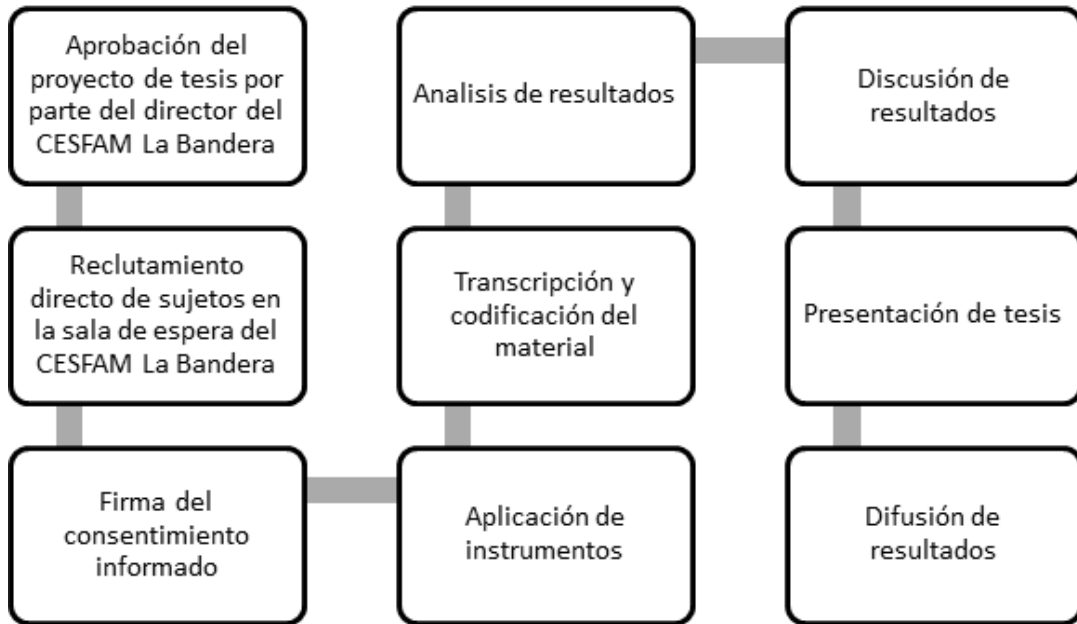 Aprobación del
proyecto de tesis por
parte del director del
CESFAM La Bandera
Reclutamiento
directo de sujetos en
la sala de espera del
CESFAM La Bandera
Firma del
consentimiento
informado
Aplicación de
instrumentos
Transcripción y
codificación del
material
Analisis de resultados
Discusión de
resultados
Presentación de tesis
Difusión de
resultados